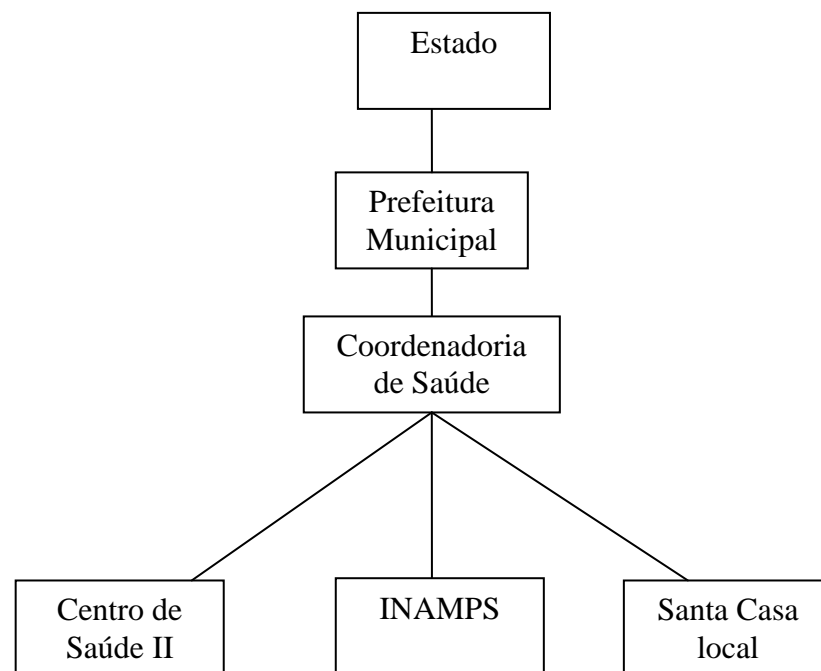 Estado
Prefeitura
Municipal
Coordenadoria
de Saúde
Centro de
Saúde II
INAMPS
Santa Casa
local